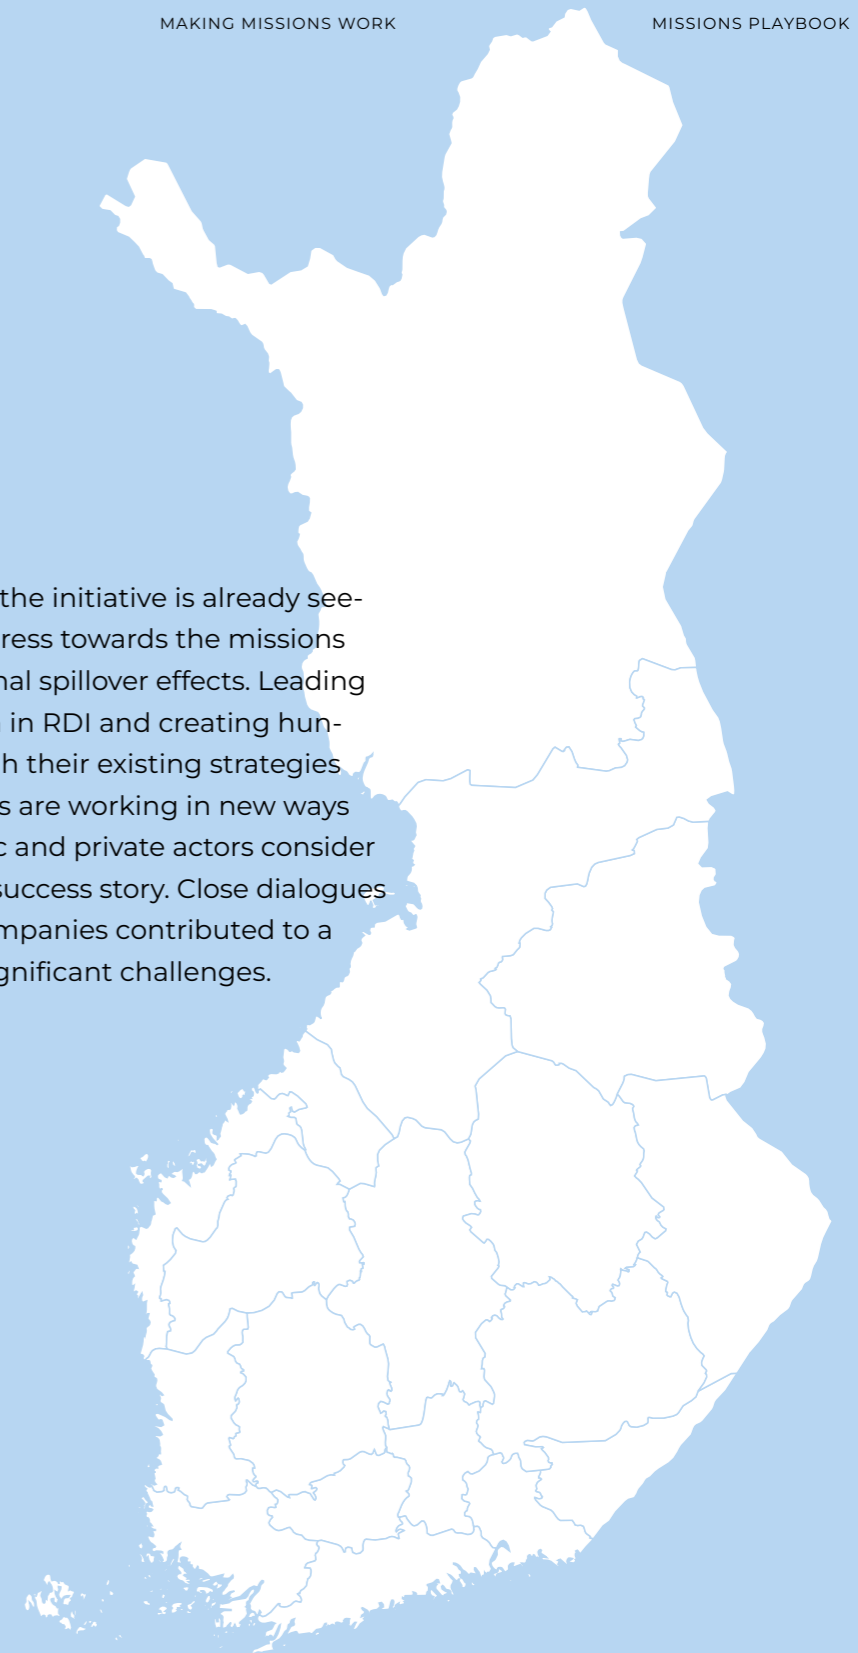 MAKING MISSIONS WORK
MISSIONS PLAYBOOK
the initiative is already see-
ress towards the missions
nal spillover effects. Leading
in RDI and creating hun-
h their existing strategies
s are working in new ways
c and private actors consider
success story. Close dialogues
mpanies contributed to a
gnificant challenges.